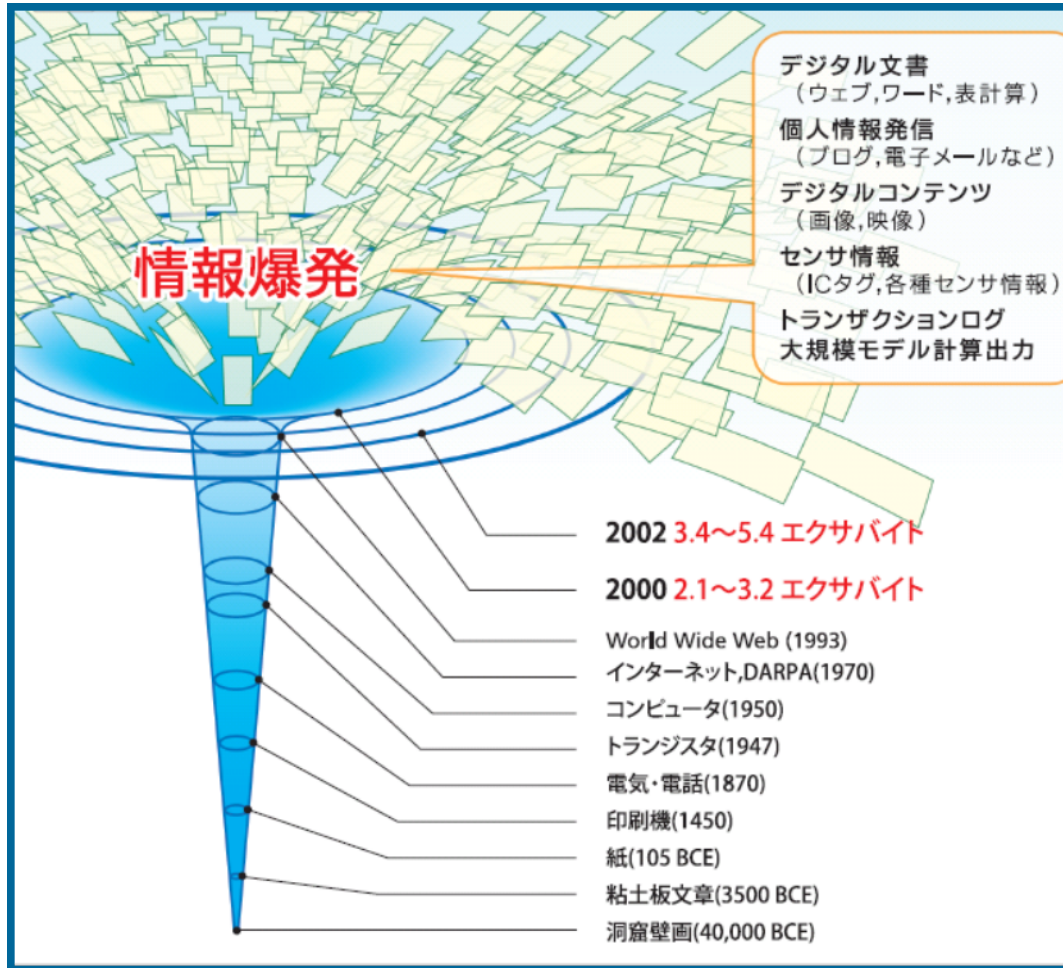 デジタル文書
(ウェブ,ワード,表計算)
個人情報発信
(ブログ,電子メールなど)
デジタルコンテンツ
(画像,映像)
センサ情報
(ICタグ,各種センサ情報)
トランザクションログ
大規模モデル計算出力
情報爆発
2002 3.4〜5.4 エクサバイト
2000 2.1〜3.2 エクサバイト
World Wide Web (1993)
インターネット,DARPA(1970)
コンピュータ(1950)
トランジスタ(1947)
電気・電話(1870)
印刷機(1450)
紙(105 BCE)
粘土板文章(3500 BCE)
洞窟壁画(40,000 BCE)